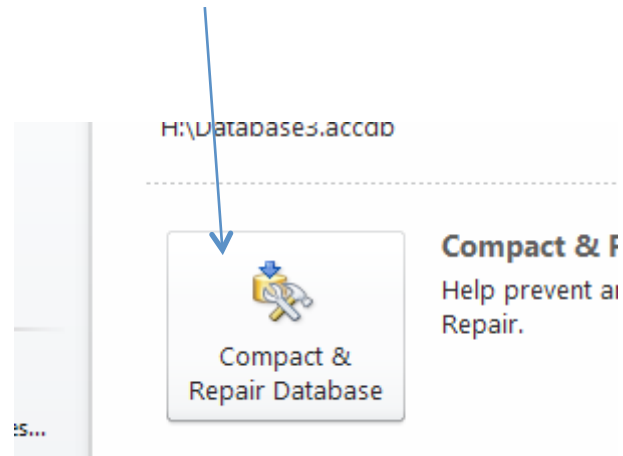 H:\Database3.accdb
Compact &
Help prevent
Repair.
Compact &
Repair Database